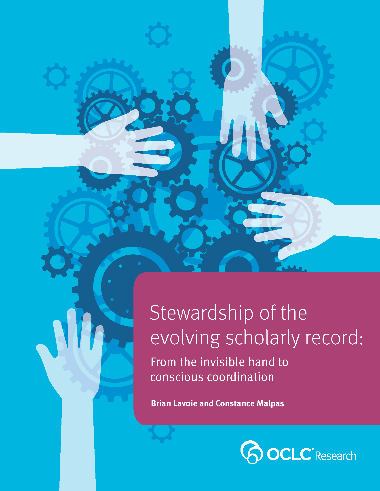 Stewardship of the
evolving scholarly record:
From the invisible hand to
conscious coordination
Brian Lavoie and Constance Malpas
OCLC Research